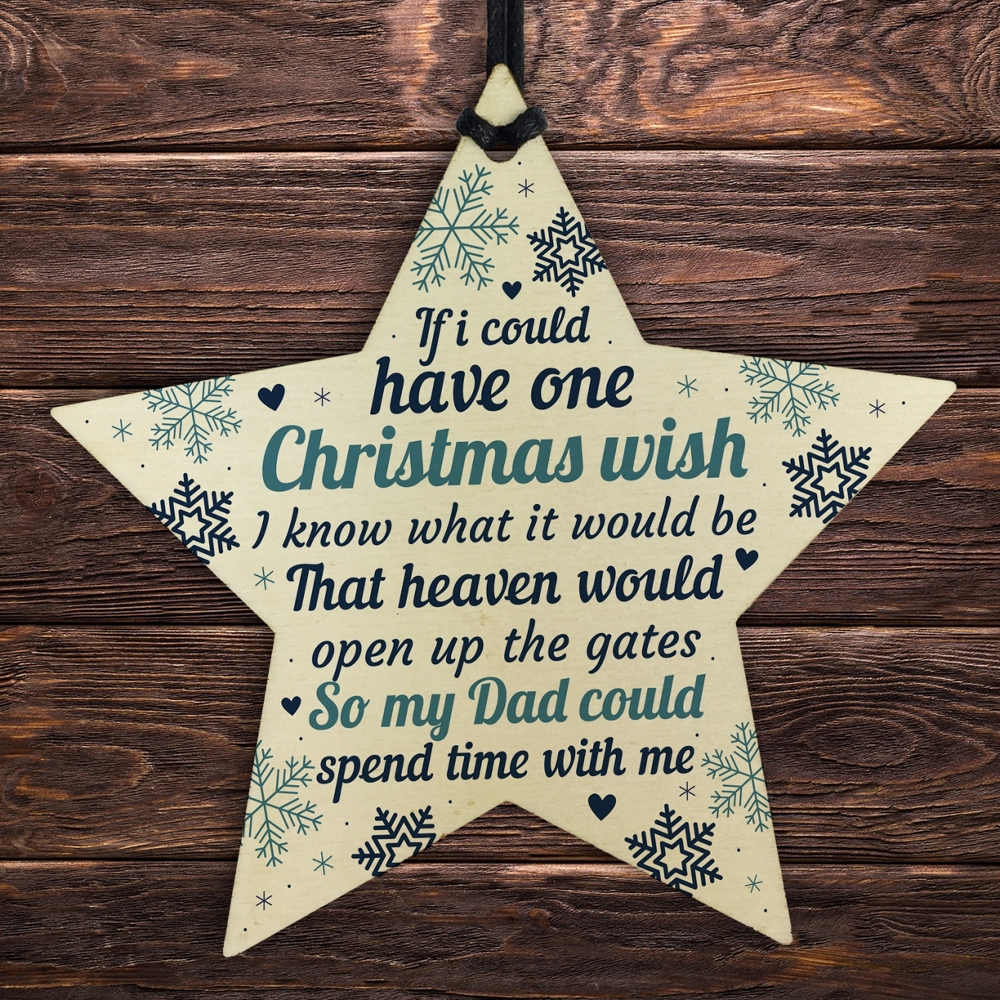 If i could
have one
Christmas wish
I know what it would be
That heaven would
open up the gates
So my Dad could
spend time with me